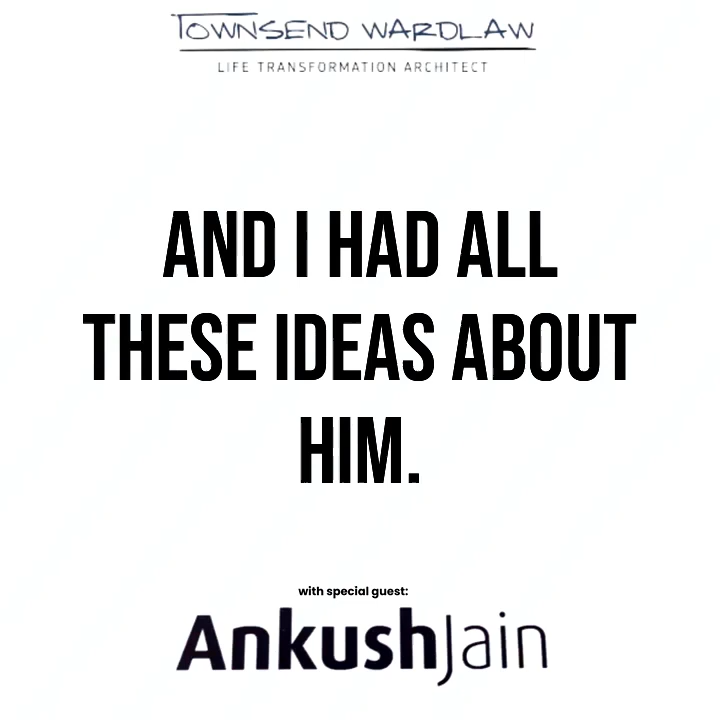 TOWNSEND WARDLAW
LIFE TRANSFORMATION ARCHITECT
AND I HAD ALL
THESE IDEAS ABOUT
HIM.
with special guest:
AnkushJain